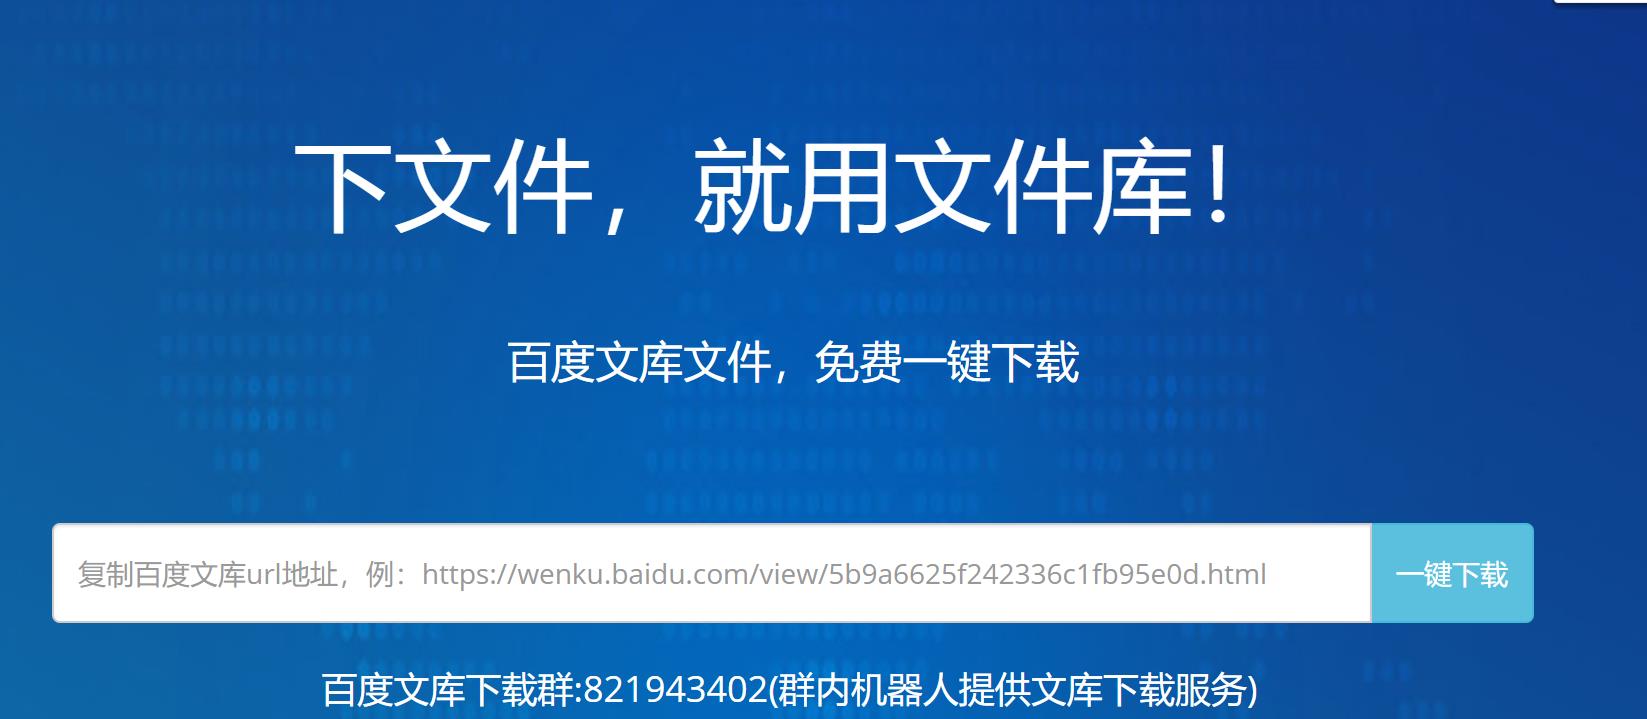 下文件，就用文件库！
百度文库文件，免费一键下载
复制百度文库url地址，例：https://wenku.baidu.com/view/5b9a6625f242336c1fb95e0d.html
一键下载
百度文库下载群:821943402(群内机器人提供文库下载服务)